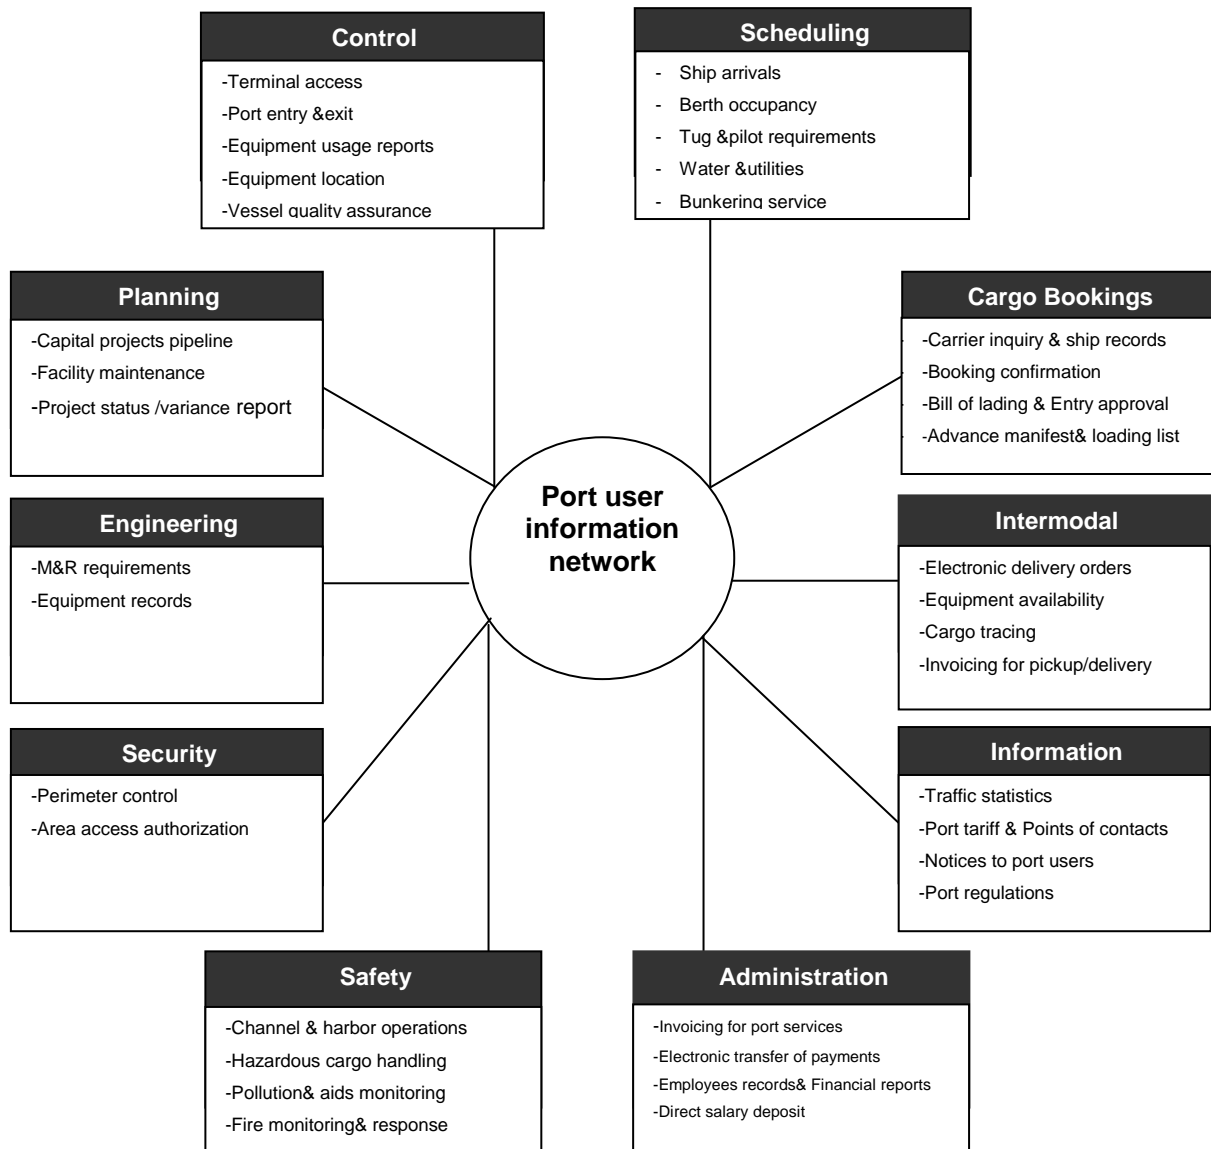 Control
-Terminal access
-Port entry &exit
-Equipment usage reports
-Equipment location
-Vessel quality assurance
Scheduling
- Ship arrivals
- Berth occupancy
- Tug &pilot requirements
- Water &utilities
- Bunkering service
Planning
-Capital projects pipeline
-Facility maintenance
-Project status /variance report
Cargo Bookings
-Carrier inquiry & ship records
-Booking confirmation
-Bill of lading & Entry approval
-Advance manifest& loading list
Port user
information
network
Engineering
-M&R requirements
-Equipment records
Intermodal
-Electronic delivery orders
-Equipment availability
-Cargo tracing
-Invoicing for pickup/delivery
Security
-Perimeter control
-Area access authorization
Information
-Traffic statistics
-Port tariff & Points of contacts
-Notices to port users
-Port regulations
Safety
-Channel & harbor operations
-Hazardous cargo handling
-Pollution& aids monitoring
-Fire monitoring& response
Administration
-Invoicing for port services
-Electronic transfer of payments
-Employees records& Financial reports
-Direct salary deposit